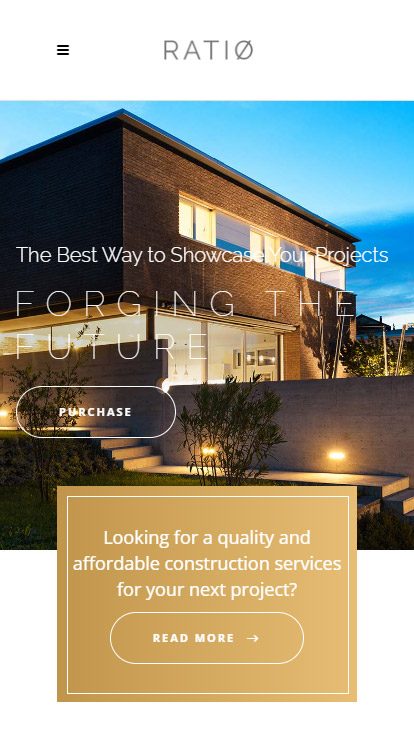 RATIØ
The Best Way to Showcase Your Projects
FORGING THE
FUTURE
PURCHASE
Looking for a quality and
affordable construction services
for your next project?
READ MORE →